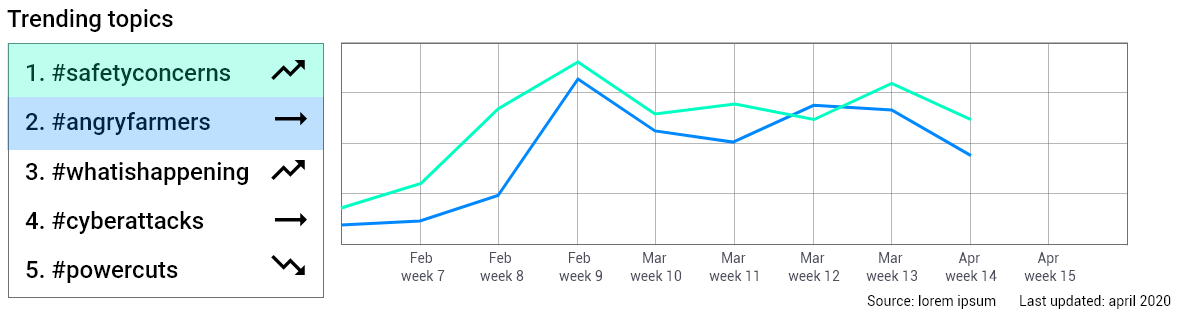 Trending topics
1. #safetyconcerns
2. #angryfarmers
3. #whatishappening
4. #cyberattacks
5. #powercuts
Feb week 7
Feb week 8
Feb week 9
Mar week 10
Mar week 11
Mar week 12
Mar week 13
Apr week 14
Apr week 15
Source: lorem ipsum
Last updated: april 2020